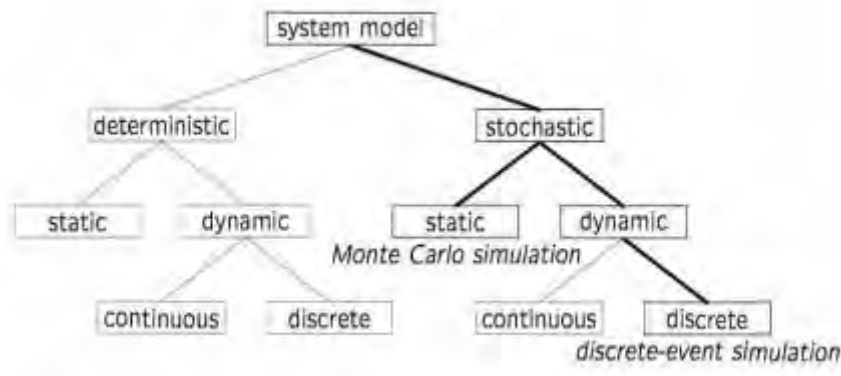 system model
deterministic
stochastic
static
dynamic
static
dynamic
Monte Carlo simulation
continuous
discrete
continuous
discrete
discrete-event simulation